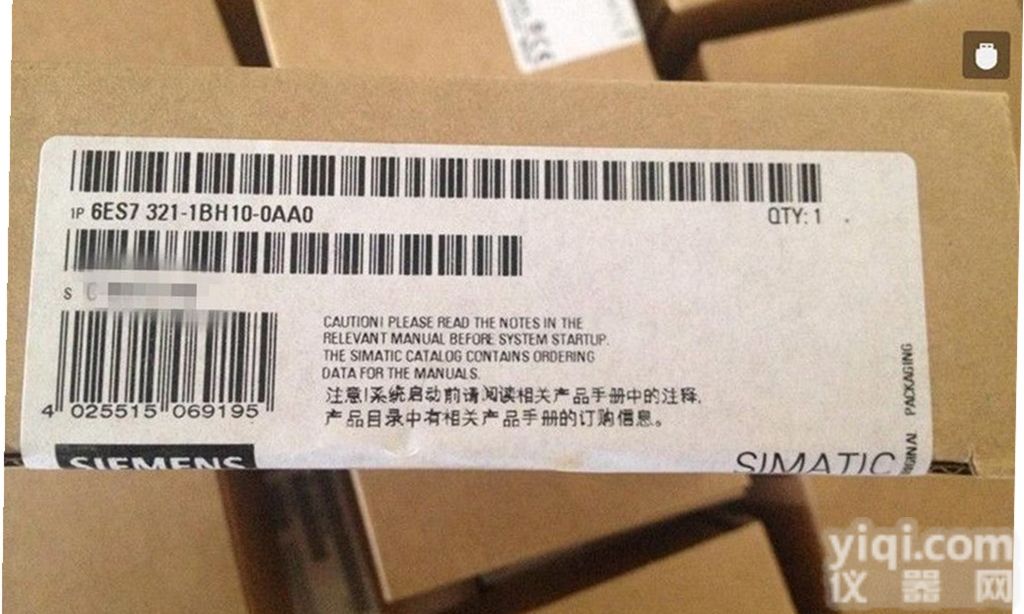 1P 6ES7 321-1BH10-0AA0
QTY: 1
S
CAUTION! PLEASE READ THE NOTES IN THE
RELEVANT MANUAL BEFORE SYSTEM STARTUP.
THE SIMATIC CATALOG CONTAINS ORDERING
DATA FOR THE MANUALS.
注意!系统启动前请阅读相关产品手册中的注释,
产品目录中有相关产品手册的订购信息。
4 025515 069195
SIEMENS
SIMATIC
PACKAGING
yiqi.com
仪器网